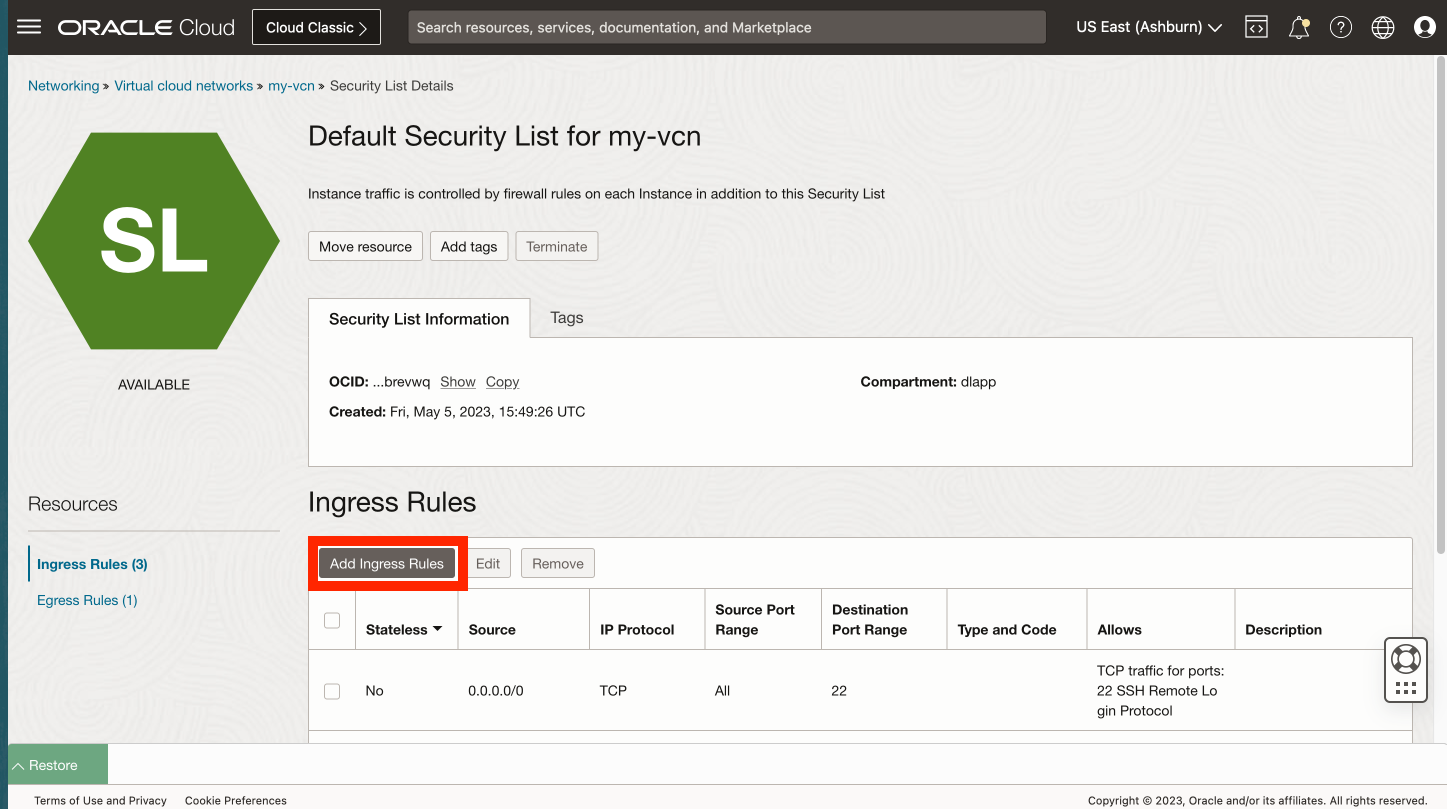 ORACLE Cloud
Cloud Classic
Search resources, services, documentation, and Marketplace
US East (Ashburn)
Networking » Virtual cloud networks » my-vcn » Security List Details
SL
AVAILABLE
Default Security List for my-vcn
Instance traffic is controlled by firewall rules on each Instance in addition to this Security List
Move resource
Add tags
Terminate
Security List Information
Tags
OCID: ...brevwq Show Copy
Compartment: dlapp
Created: Fri, May 5, 2023, 15:49:26 UTC
Resources
Ingress Rules (3)
Egress Rules (1)
Ingress Rules
Add Ingress Rules
Edit
Remove
Stateless
Source
IP Protocol
Source Port
Range
Destination
Port Range
Type and Code
Allows
Description
No
0.0.0.0/0
TCP
All
22
TCP traffic for ports:
22 SSH Remote Lo
gin Protocol
Restore
Terms of Use and Privacy
Cookie Preferences
Copyright © 2023, Oracle and/or its affiliates. All rights reserved.